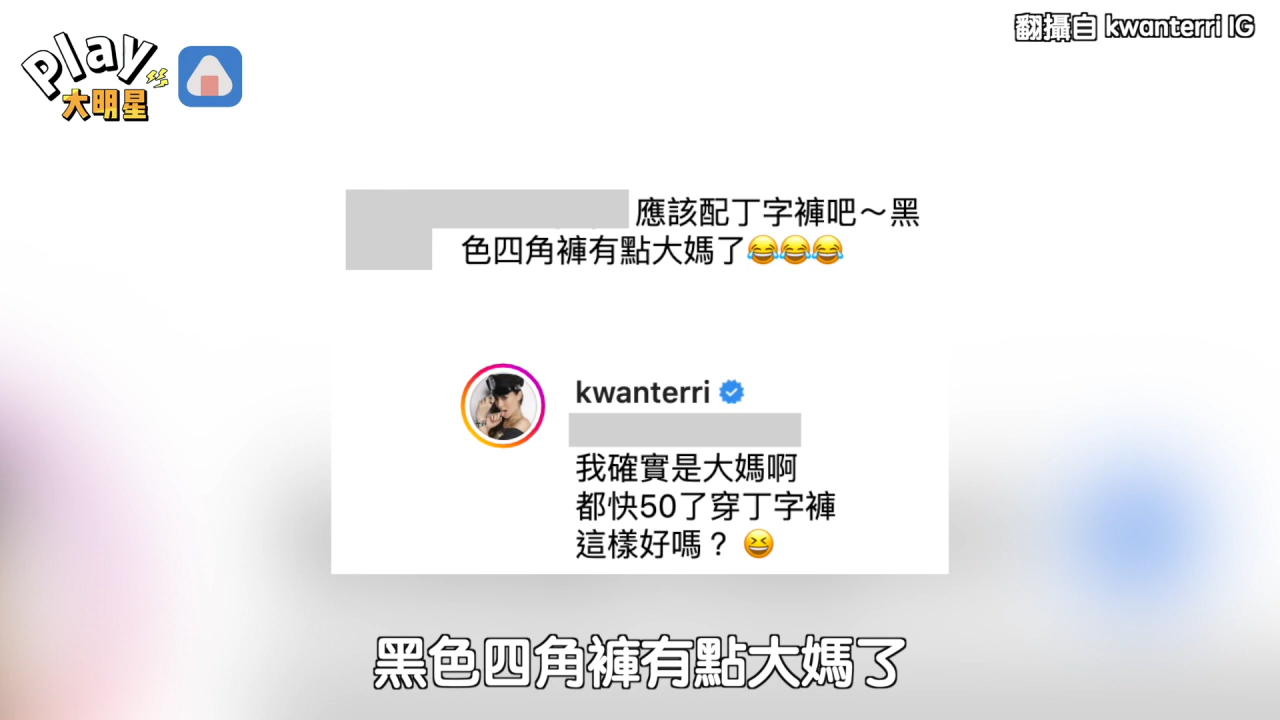 翻攝自 kwanterri IG
Play
大明星
應該配丁字褲吧～黑
色四角褲有點大媽了😂😂😂
kwanterri
我確實是大媽啊
都快50了穿丁字褲
這樣好嗎？ 😆
黑色四角褲有點大媽了